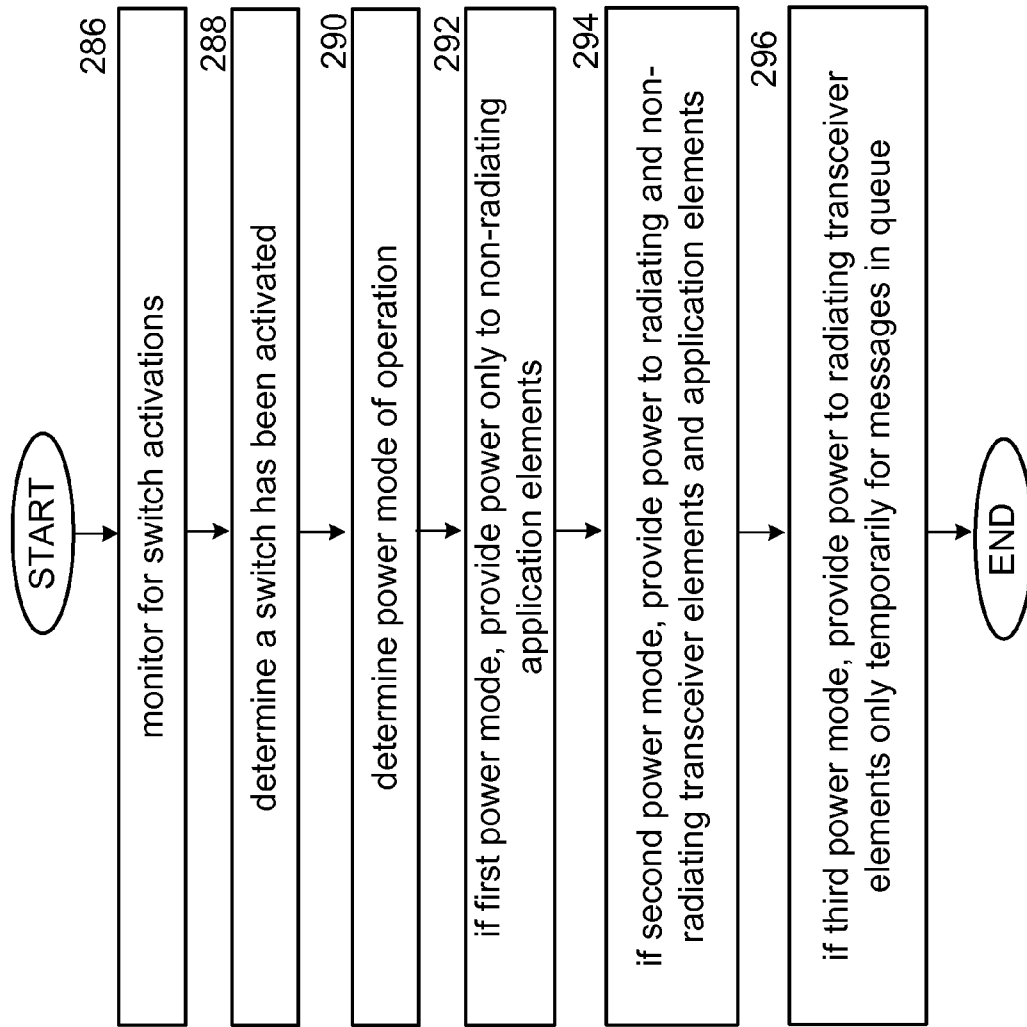 START
286
monitor for switch activations
288
determine a switch has been activated
290
determine power mode of operation
292
if first power mode, provide power only to non-radiating
application elements
294
if second power mode, provide power to radiating and non-
radiating transceiver elements and application elements
296
if third power mode, provide power to radiating transceiver
elements only temporarily for messages in queue
END